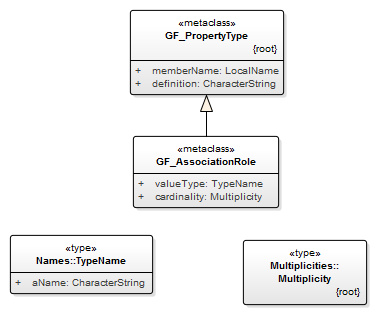 «metaclass»
GF_PropertyType
{root}
+ memberName: LocalName
+ definition: CharacterString
«metaclass»
GF_AssociationRole
+ valueType: TypeName
+ cardinality: Multiplicity
«type»
Names::TypeName
+ aName: CharacterString
«type»
Multiplicities::
Multiplicity
{root}